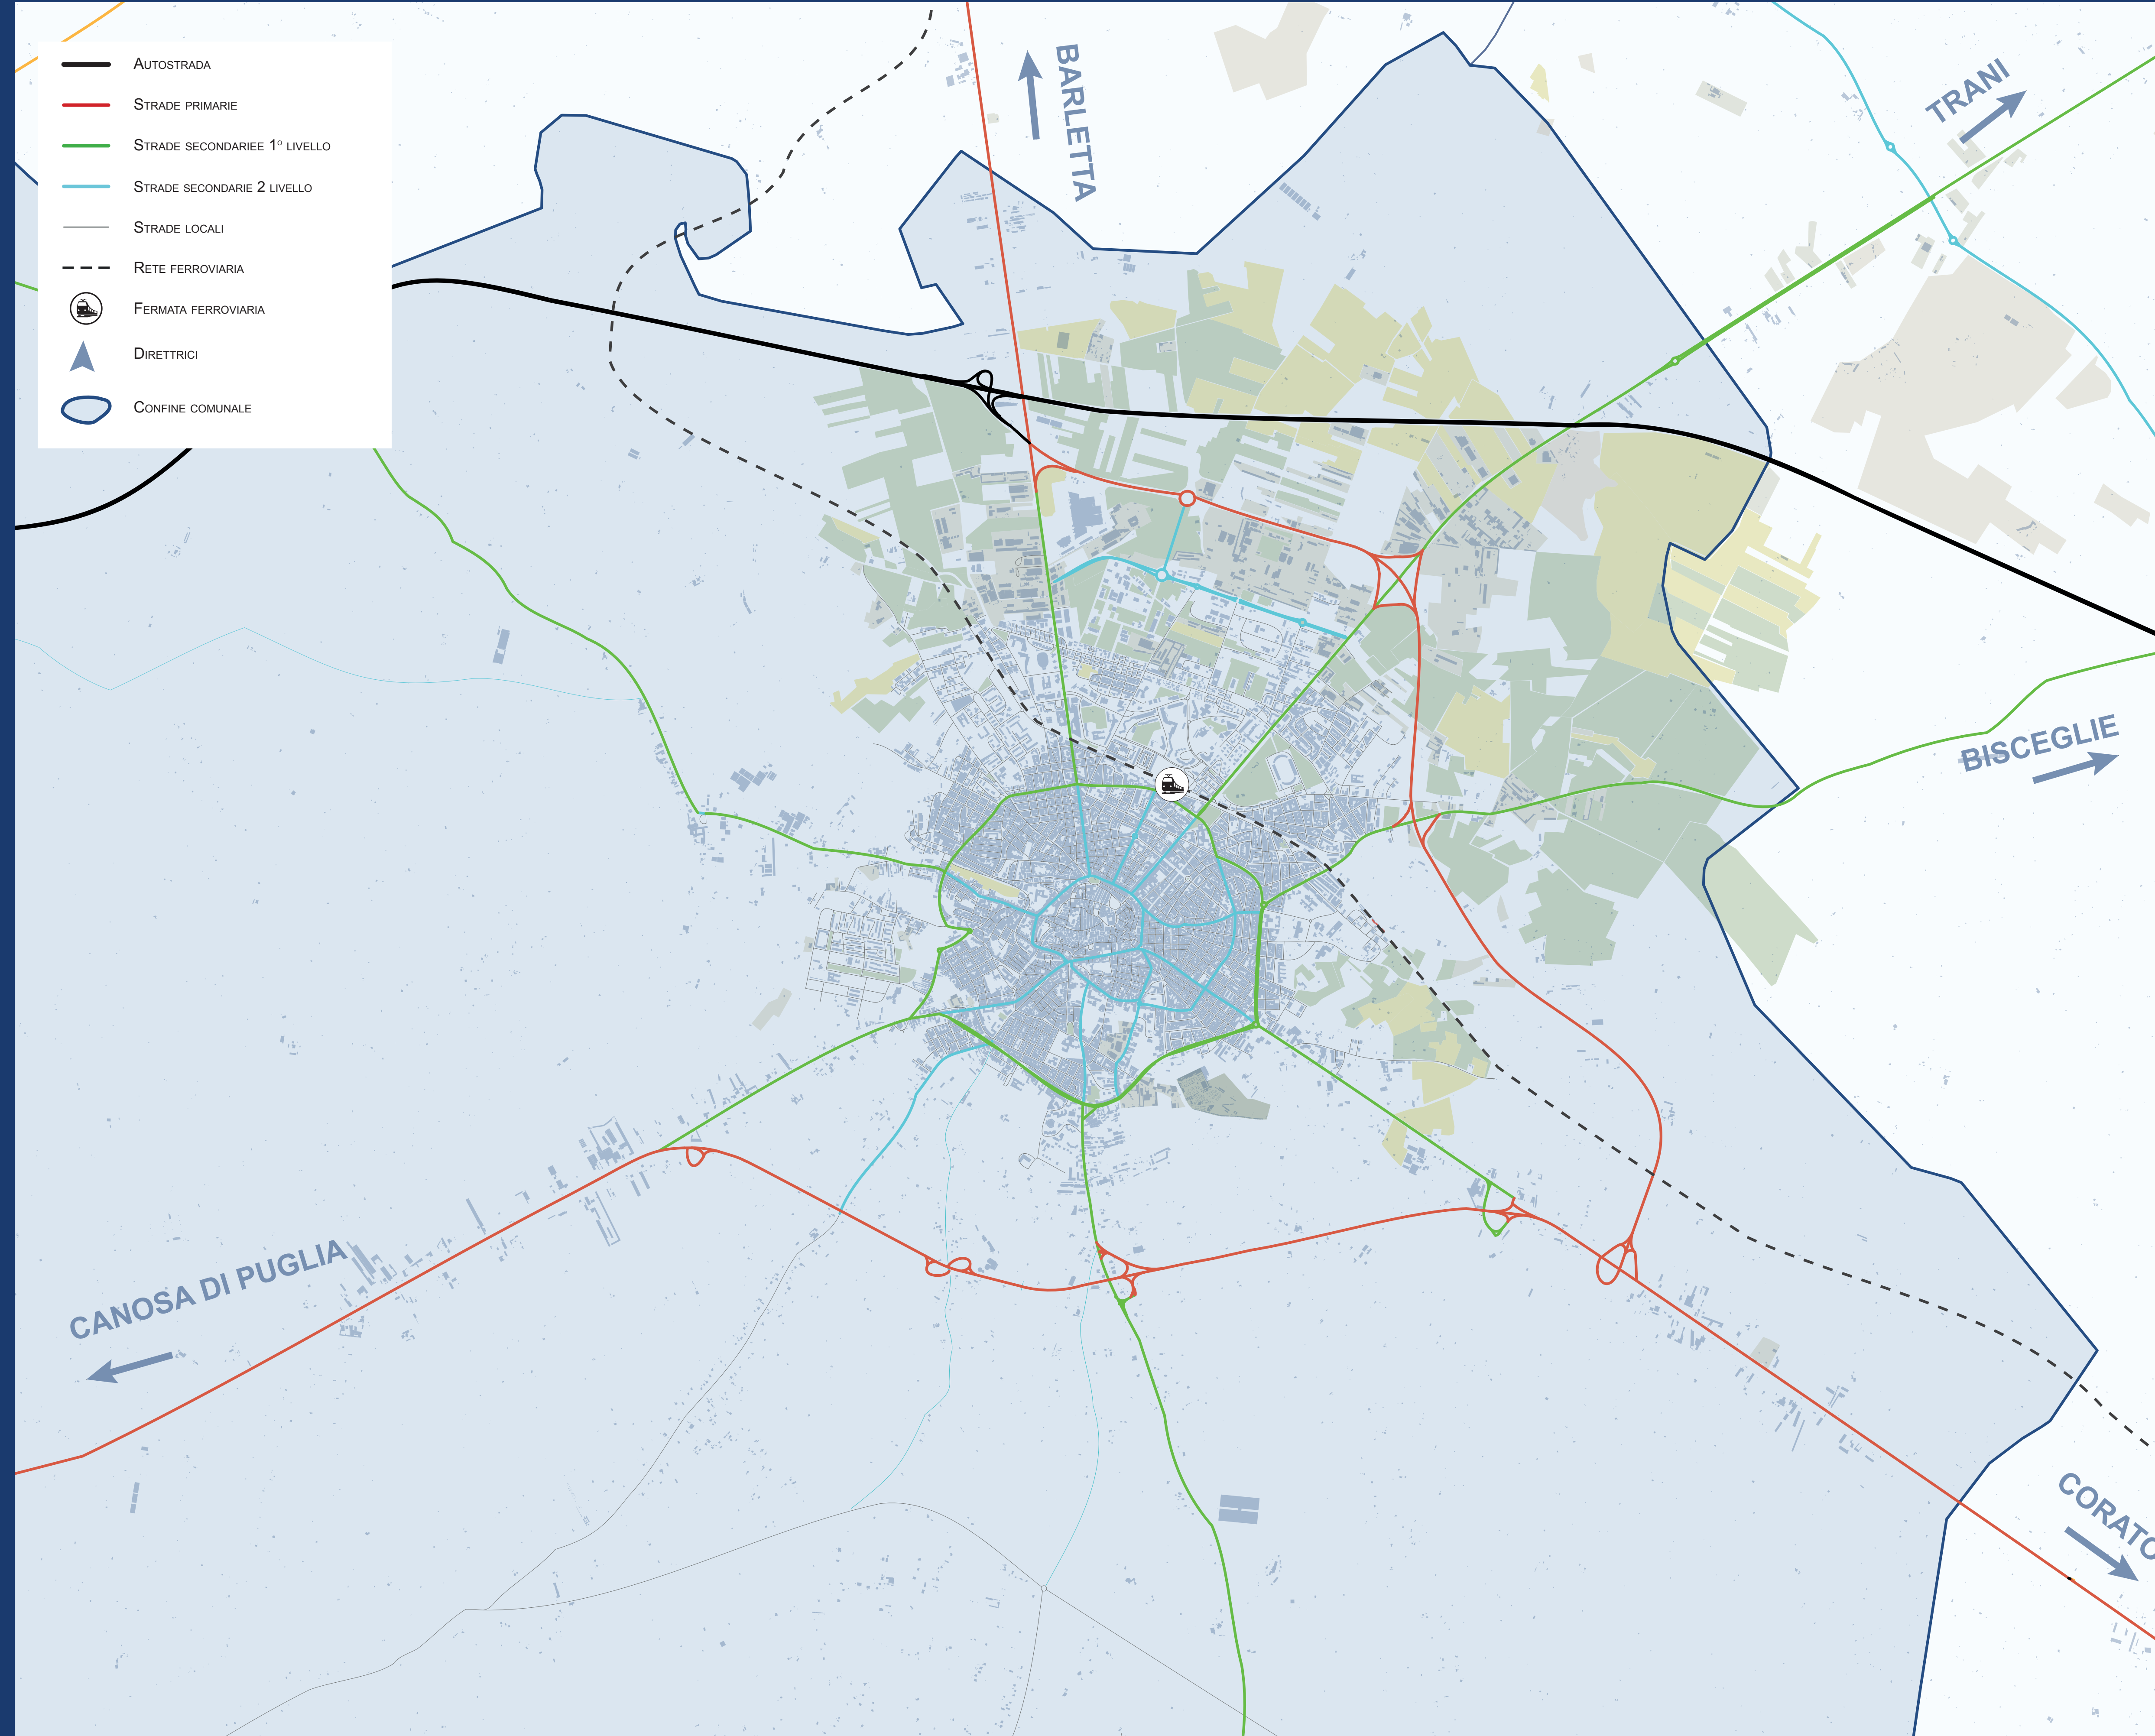 Autostrada
Strade primarie
Strade secondariee 1° livello
Strade secondarie 2 livello
Strade locali
Rete ferroviaria
Fermata ferroviaria
Direttrici
Confine comunale
BARLETTA
TRANI
BISCEGLIE
CANOSA DI PUGLIA
CORATO